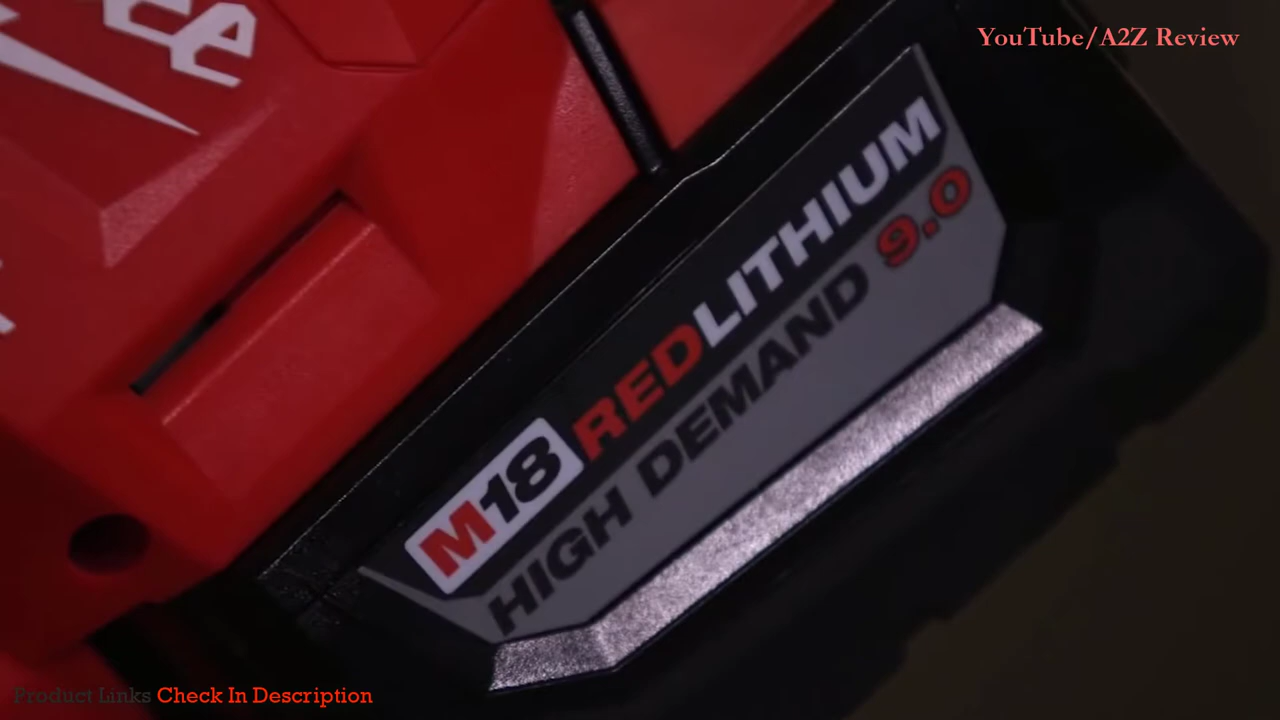 YouTube/A2Z Review
M18 REDLITHIUM
HIGH DEMAND 9.0
Product Links Check In Description